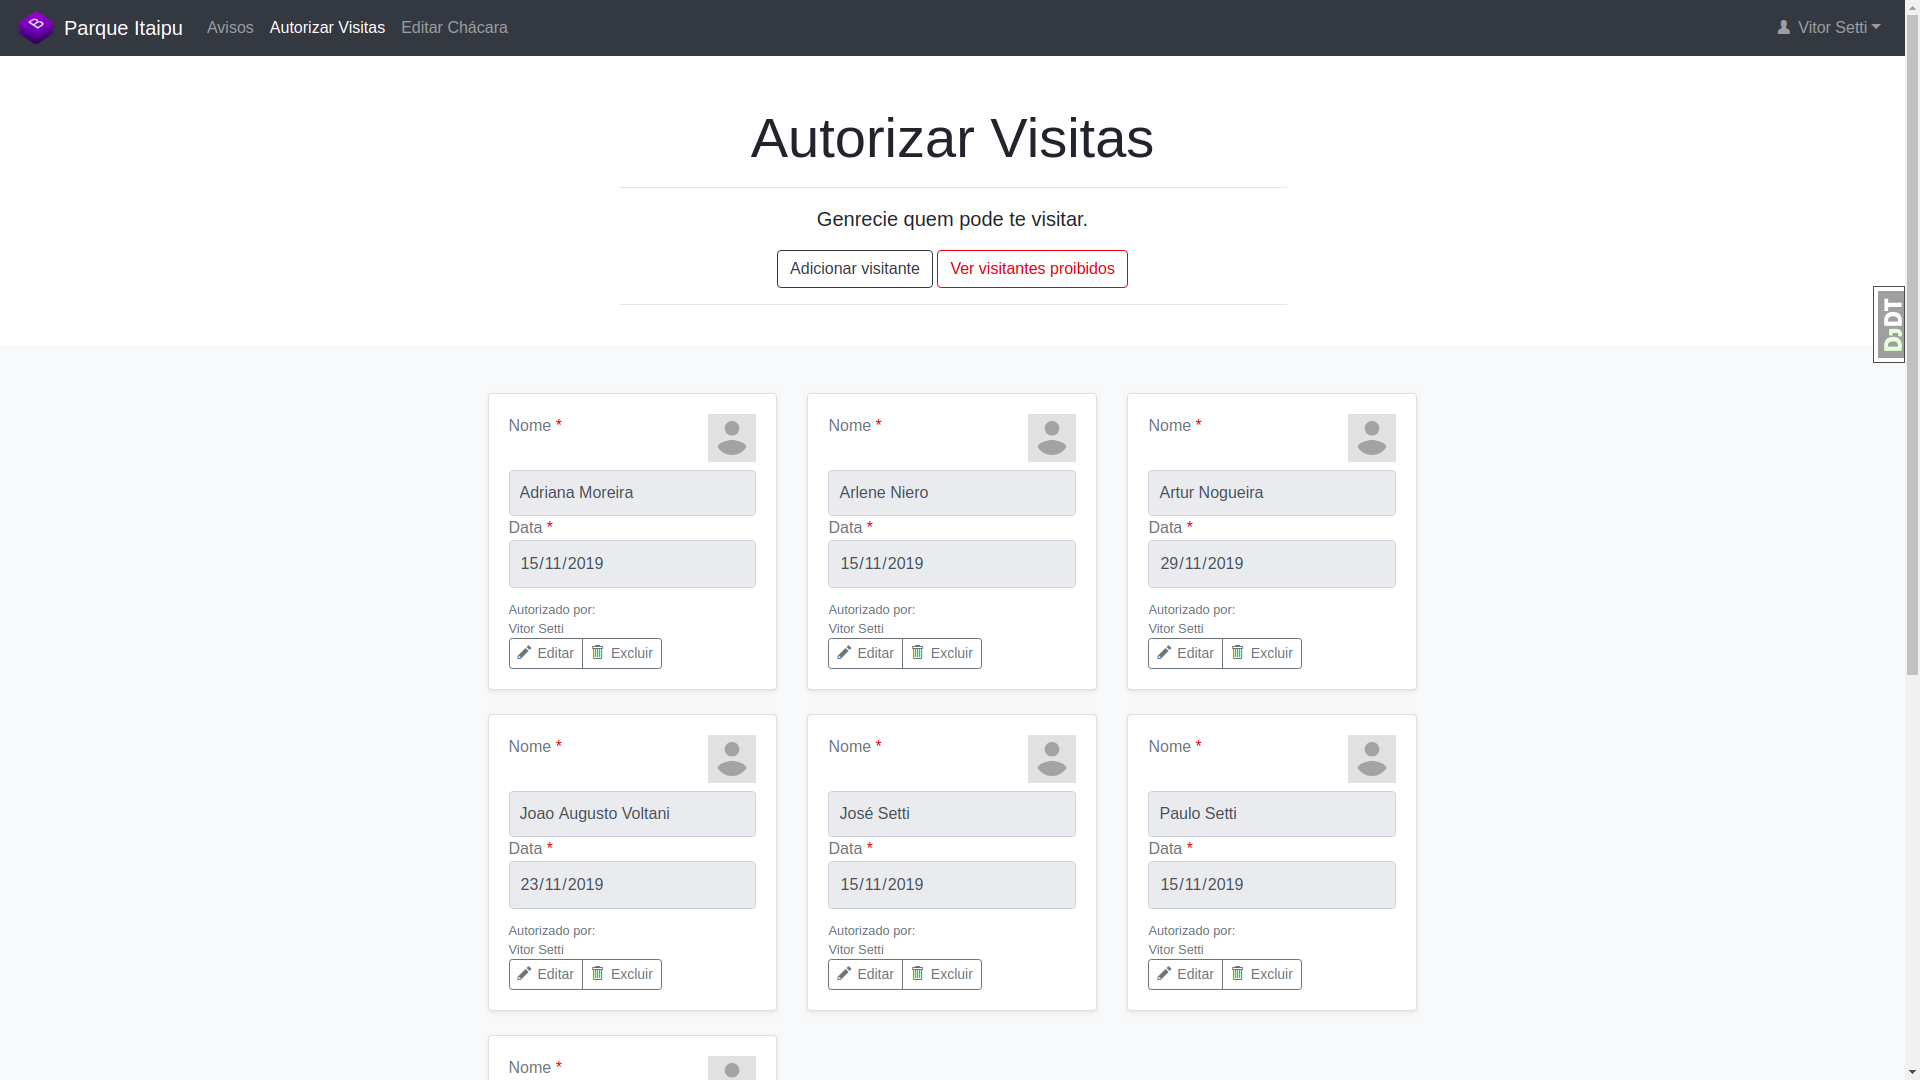 Parque Itaipu Avisos Autorizar Visitas Editar Chácara Vitor Setti
Autorizar Visitas
Genrecie quem pode te visitar.
Adicionar visitante Ver visitantes proibidos
DJDT
Nome * Nome * Nome *
Adriana Moreira Arlene Niero Artur Nogueira
Data * Data * Data *
15/11/2019 15/11/2019 29/11/2019
Autorizado por: Autorizado por: Autorizado por:
Vitor Setti Vitor Setti Vitor Setti
Editar Excluir Editar Excluir Editar Excluir
Nome * Nome * Nome *
Joao Augusto Voltani José Setti Paulo Setti
Data * Data * Data *
23/11/2019 15/11/2019 15/11/2019
Autorizado por: Autorizado por: Autorizado por:
Vitor Setti Vitor Setti Vitor Setti
Editar Excluir Editar Excluir Editar Excluir
Nome *